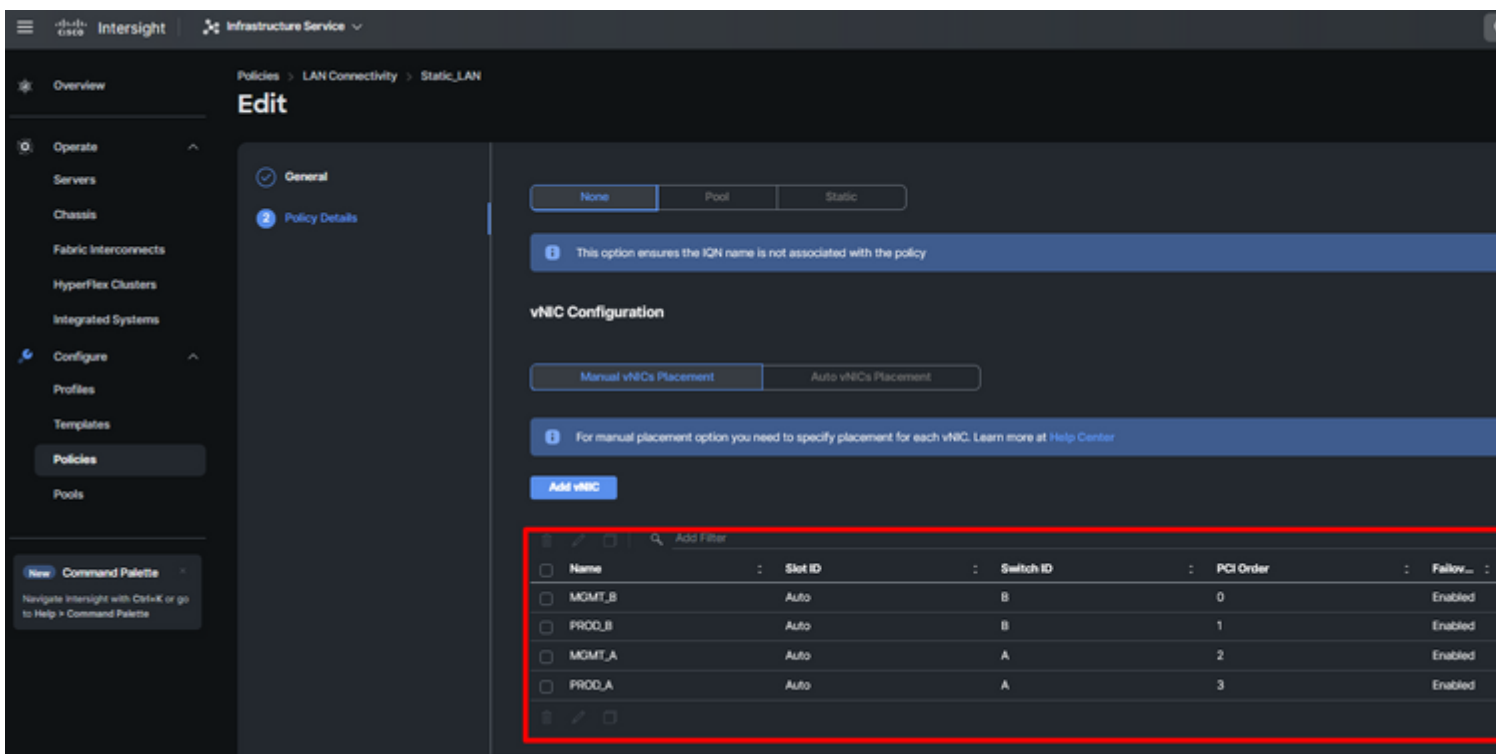 cisco Intersight Infrastructure Service
Overview
Operate
Servers
Chassis
Fabric Interconnects
HyperFlex Clusters
Integrated Systems
Configure
Profiles
Templates
Policies
Pools
New Command Palette
Navigate Intersight with Ctrl+K or go
to Help > Command Palette
Policies > LAN Connectivity > Static_LAN
Edit
General
2 Policy Details
None Pool Static
This option ensures the IQN name is not associated with the policy
vNIC Configuration
Manual vNICs Placement Auto vNICs Placement
For manual placement option you need to specify placement for each vNIC. Learn more at Help Center
Add vNIC
Add Filter
Name Slot ID Switch ID PCI Order Failov...
MGMT_B Auto B 0 Enabled
PROD_B Auto B 1 Enabled
MGMT_A Auto A 2 Enabled
PROD_A Auto A 3 Enabled